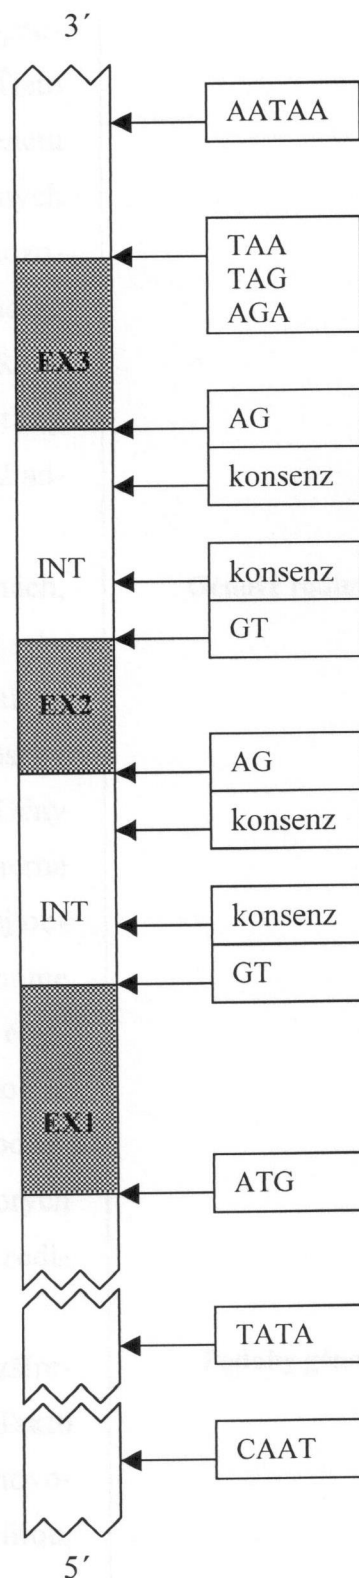 3´
AATAA
TAA
TAG
AGA
EX3
AG
konsenz
INT
konsenz
GT
EX2
AG
konsenz
INT
konsenz
GT
EX1
ATG
TATA
CAAT
5´